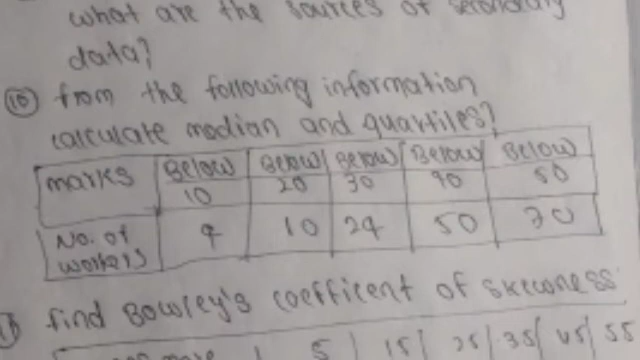 what are the sources of secondary
data?
(10) from the following information
calculate median and quartiles?
marks Below 10 Below 20 Below 30 Below 40 Below 50
No. of workers 4 10 24 50 70
find Bowley's coefficent of skewness
5 15 25 35 45 55